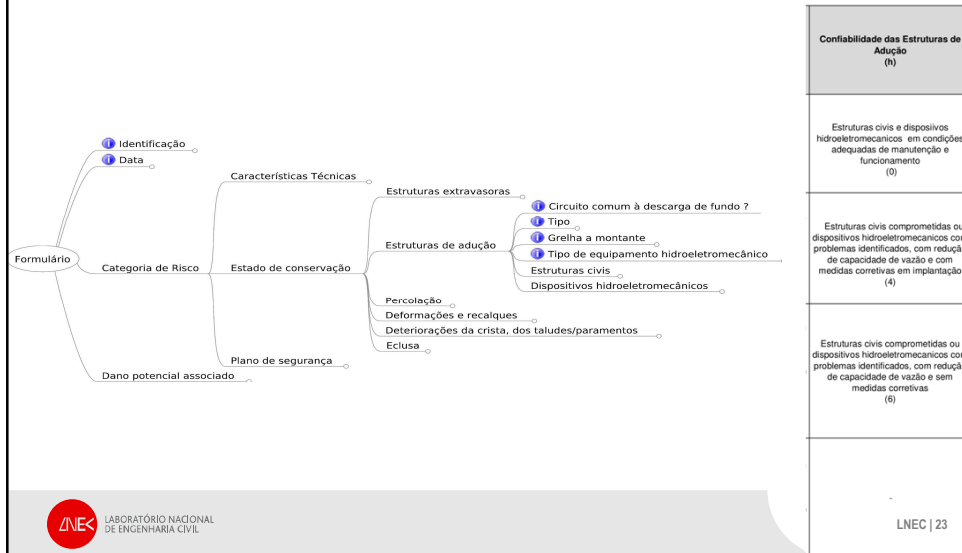 Identificação
Data
Formulário
Categoria de Risco
Dano potencial associado
Características Técnicas
Estado de conservação
Plano de segurança
Estruturas extravasoras
Estruturas de adução
Percolação
Deformações e recalques
Deteriorações da crista, dos taludes/paramentos
Eclusa
Circuito comum à descarga de fundo ?
Tipo
Grelha a montante
Tipo de equipamento hidroeletromecânico
Estruturas civis
Dispositivos hidroeletromecânicos
Confiabilidade das Estruturas de
Adução
(h)
Estruturas civis e disposiivos
hidroeletromecanicos em condições
adequadas de manutenção e
funcionamento
(0)
Estruturas civis comprometidas ou
dispositivos hidroeletromecanicos com
problemas identificados, com redução
de capacidade de vazão e com
medidas corretivas em implantação
(4)
Estruturas civis comprometidas ou
dispositivos hidroeletromecanicos com
problemas identificados, com redução
de capacidade de vazão e sem
medidas corretivas
(6)
LNEC
LABORATÓRIO NACIONAL
DE ENGENHARIA CIVIL
LNEC | 23